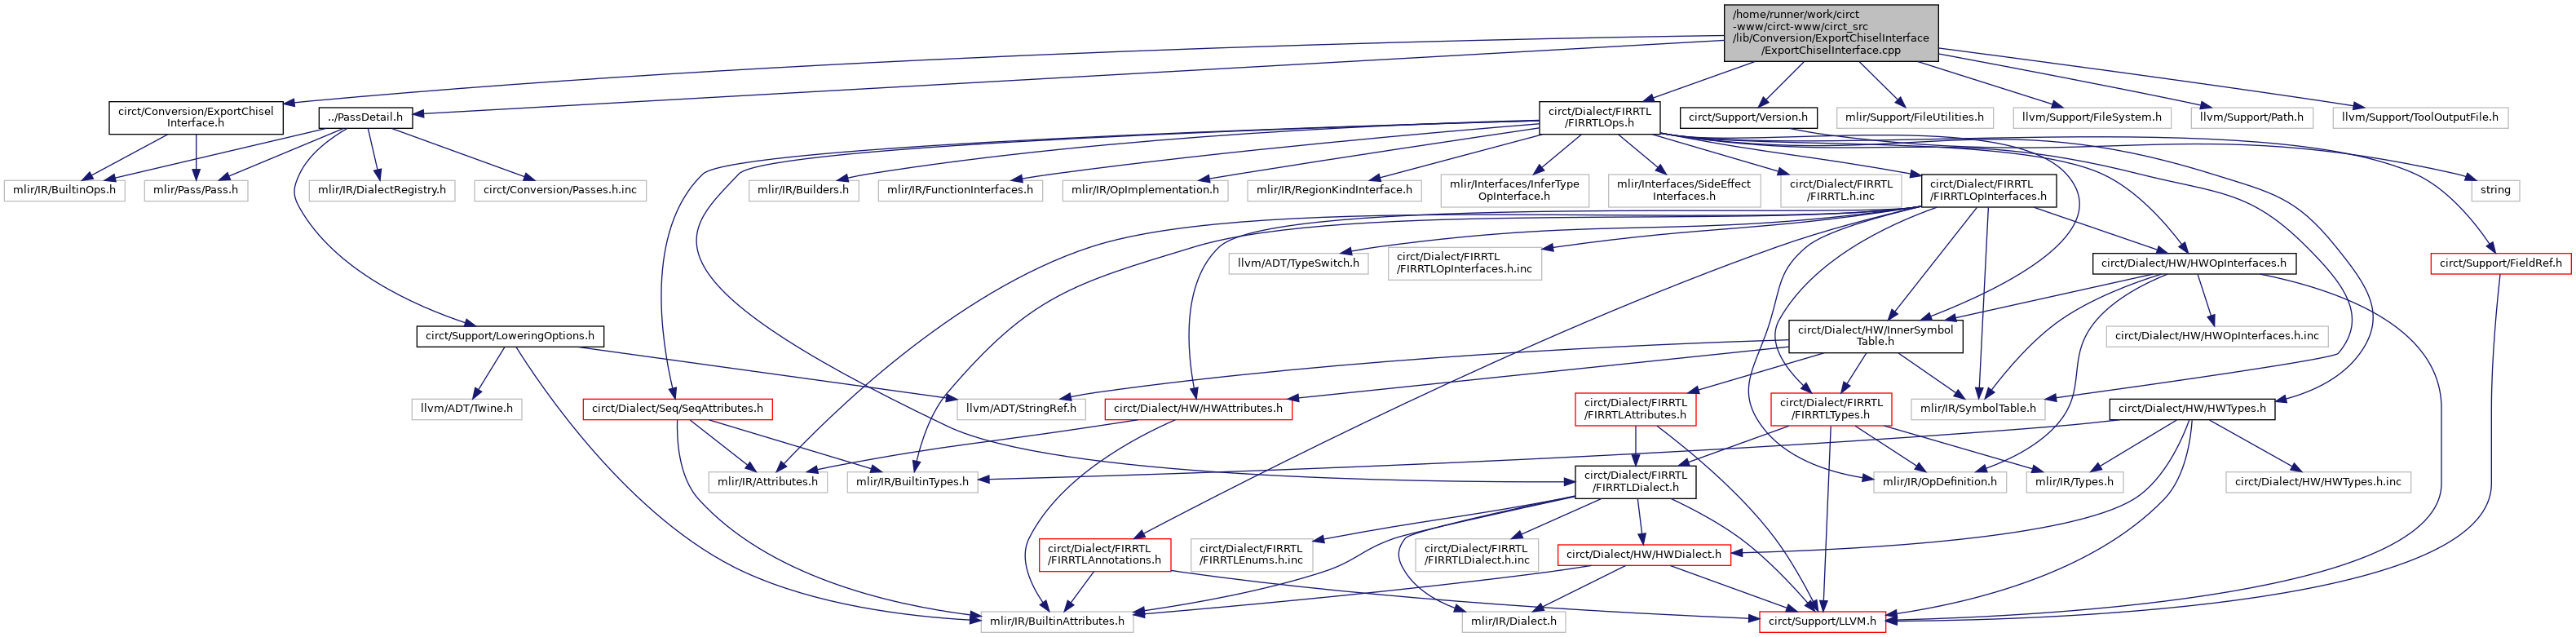 /home/runner/work/circt
-www/circt-www/circt_src
/lib/Conversion/ExportChiselInterface
/ExportChiselInterface.cpp
circt/Conversion/ExportChisel
Interface.h
../PassDetail.h
circt/Dialect/FIRRTL
/FIRRTLOps.h
circt/Support/Version.h
mlir/Support/FileUtilities.h
llvm/Support/FileSystem.h
llvm/Support/Path.h
llvm/Support/ToolOutputFile.h
mlir/IR/BuiltinOps.h
mlir/Pass/Pass.h
mlir/IR/DialectRegistry.h
circt/Conversion/Passes.h.inc
mlir/IR/Builders.h
mlir/IR/FunctionInterfaces.h
mlir/IR/OpImplementation.h
mlir/IR/RegionKindInterface.h
mlir/Interfaces/InferType
OpInterface.h
mlir/Interfaces/SideEffect
Interfaces.h
circt/Dialect/FIRRTL
/FIRRTL.h.inc
circt/Dialect/FIRRTL
/FIRRTLOpInterfaces.h
string
llvm/ADT/TypeSwitch.h
circt/Dialect/FIRRTL
/FIRRTLOpInterfaces.h.inc
circt/Dialect/HW/HWOpInterfaces.h
circt/Support/FieldRef.h
circt/Support/LoweringOptions.h
circt/Dialect/HW/InnerSymbol
Table.h
circt/Dialect/HW/HWOpInterfaces.h.inc
llvm/ADT/Twine.h
circt/Dialect/Seq/SeqAttributes.h
llvm/ADT/StringRef.h
circt/Dialect/HW/HWAttributes.h
circt/Dialect/FIRRTL
/FIRRTLAttributes.h
circt/Dialect/FIRRTL
/FIRRTLTypes.h
mlir/IR/SymbolTable.h
circt/Dialect/HW/HWTypes.h
mlir/IR/Attributes.h
mlir/IR/BuiltinTypes.h
circt/Dialect/FIRRTL
/FIRRTLDialect.h
mlir/IR/OpDefinition.h
mlir/IR/Types.h
circt/Dialect/HW/HWTypes.h.inc
circt/Dialect/FIRRTL
/FIRRTLAnnotations.h
circt/Dialect/FIRRTL
/FIRRTLEnums.h.inc
circt/Dialect/FIRRTL
/FIRRTLDialect.h.inc
circt/Dialect/HW/HWDialect.h
mlir/IR/BuiltinAttributes.h
mlir/IR/Dialect.h
circt/Support/LLVM.h